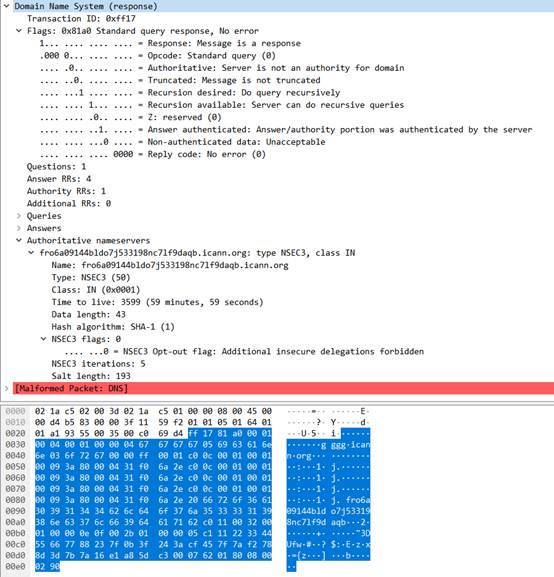 Domain Name System (response)
Transaction ID: 0xff17
Flags: 0x81a0 Standard query response, No error
1... .... .... .... = Response: Message is a response
.000 0... .... .... = Opcode: Standard query (0)
.... .0.. .... .... = Authoritative: Server is not an authority for domain
.... ..0. .... .... = Truncated: Message is not truncated
.... ...1 .... .... = Recursion desired: Do query recursively
.... .... 1... .... = Recursion available: Server can do recursive queries
.... .... .0.. .... = Z: reserved (0)
.... .... ..1. .... = Answer authenticated: Answer/authority portion was authenticated by the server
.... .... ...0 .... = Non-authenticated data: Unacceptable
.... .... .... 0000 = Reply code: No error (0)
Questions: 1
Answer RRs: 4
Authority RRs: 1
Additional RRs: 0
Queries
Answers
Authoritative nameservers
fro6a09144bldo7j533198nc7lf9daqb.icann.org: type NSEC3, class IN
Name: fro6a09144bldo7j533198nc7lf9daqb.icann.org
Type: NSEC3 (50)
Class: IN (0x0001)
Time to live: 3599 (59 minutes, 59 seconds)
Data length: 43
Hash algorithm: SHA-1 (1)
NSEC3 flags: 0
.... ...0 = NSEC3 Opt-out flag: Additional insecure delegations forbidden
NSEC3 iterations: 5
Salt length: 193
[Malformed Packet: DNS]
0000 02 1a c5 02 00 3d 02 1a c5 01 00 00 08 00 45 00 ·····=·· ······E·
0010 00 d4 b5 83 00 00 3f 11 59 f2 01 01 05 01 64 01 ······?· Y·····d·
0020 01 a1 93 55 00 35 00 c0 69 d4 ff 17 81 a0 00 01 ···U·5·· i·······
0030 00 04 00 01 00 00 04 67 67 67 67 05 69 63 61 6e ·······g ggg·ican
0040 6e 03 6f 72 67 00 00 ff 00 01 c0 0c 00 01 00 01 n·org··· ········
0050 00 09 3a 80 00 04 31 f0 6a 2e c0 0c 00 01 00 01 ··:···1· j.······
0060 00 09 3a 80 00 04 31 f0 6a 2e c0 0c 00 01 00 01 ··:···1· j.······
0070 00 09 3a 80 00 04 31 f0 6a 2e c0 0c 00 01 00 01 ··:···1· j.······
0080 00 09 3a 80 00 04 31 f0 6a 2e 20 66 72 6f 36 61 ··:···1· j. fro6a
0090 30 39 31 34 34 62 6c 64 6f 37 6a 35 33 33 31 39 09144bld o7j53319
00a0 38 6e 63 37 6c 66 39 64 61 71 62 c0 11 00 32 00 8nc7lf9d aqb···2·
00b0 01 00 00 0e 0f 00 2b 01 00 00 05 c1 11 22 33 44 ······+· ·····"3D
00c0 55 66 77 88 23 7f 0b 3f 24 3a cf 45 7f 7a f2 78 Ufw·#··? $:·E·z·x
00d0 8d 3d 7b 7a 16 e1 a8 5d c3 00 07 62 01 80 08 00 ·={z···] ···b····
00e0 02 90 ··